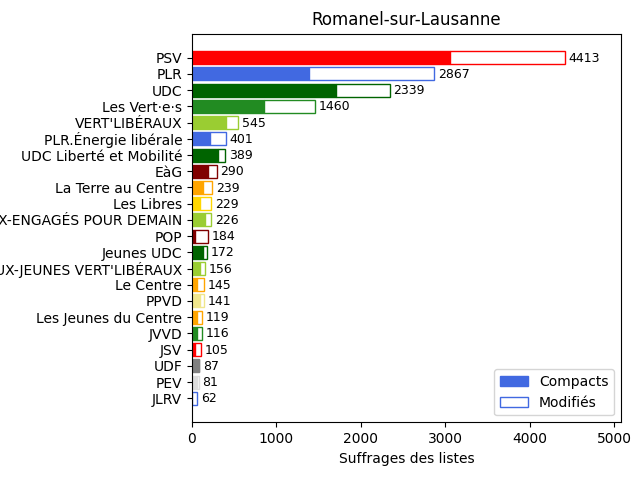 Romanel-sur-Lausanne
PSV 4413
PLR 2867
UDC 2339
Les Vert·e·s 1460
VERT'LIBÉRAUX 545
PLR.Énergie libérale 401
UDC Liberté et Mobilité 389
EàG 290
La Terre au Centre 239
Les Libres 229
X-ENGAGÉS POUR DEMAIN 226
POP 184
Jeunes UDC 172
UX-JEUNES VERT'LIBÉRAUX 156
Le Centre 145
PPVD 141
Les Jeunes du Centre 119
JVVD 116
JSV 105
UDF 87
PEV 81
JLRV 62
Compacts
Modifiés
0 1000 2000 3000 4000 5000
Suffrages des listes